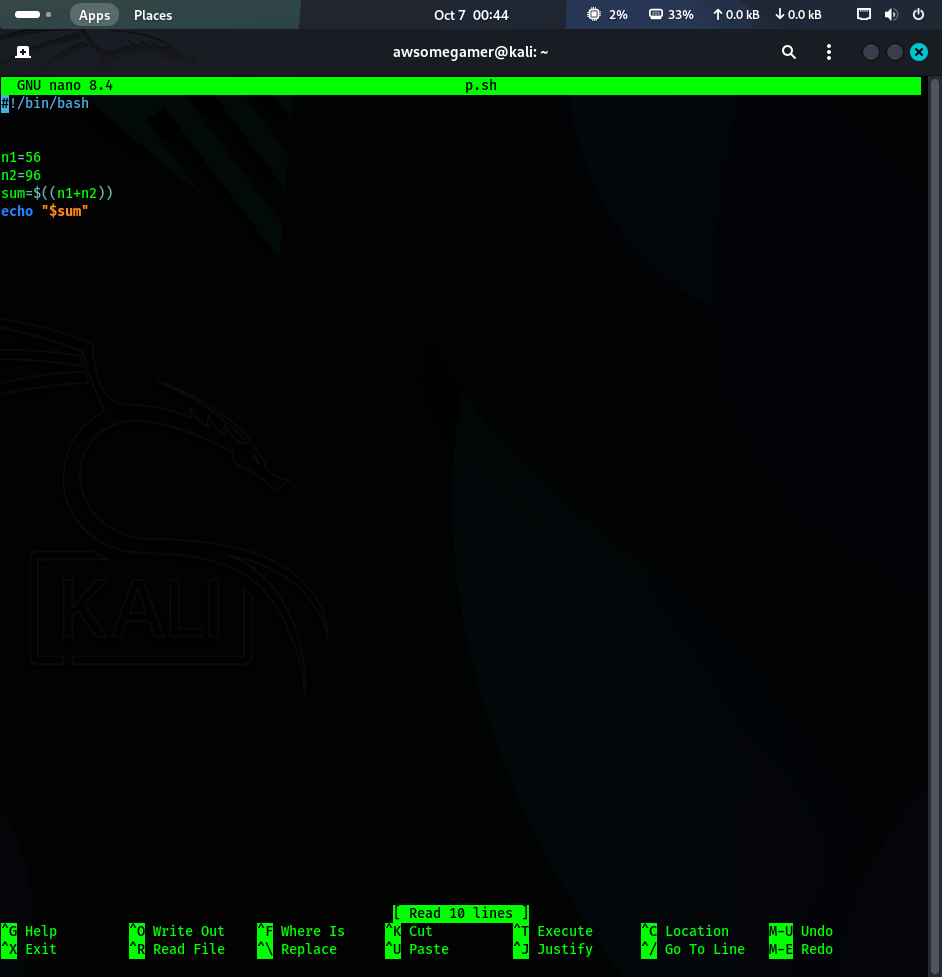 Apps Places Oct 7 00:44 2% 33% 0.0 kB 0.0 kB
awsomegamer@kali: ~
GNU nano 8.4 p.sh
#!/bin/bash
n1=56
n2=96
sum=$((n1+n2))
echo "$sum"
KALI
[ Read 10 lines ]
^G Help ^O Write Out ^F Where Is ^K Cut ^T Execute ^C Location M-U Undo
^X Exit ^R Read File ^\ Replace ^U Paste ^J Justify ^/ Go To Line M-E Redo